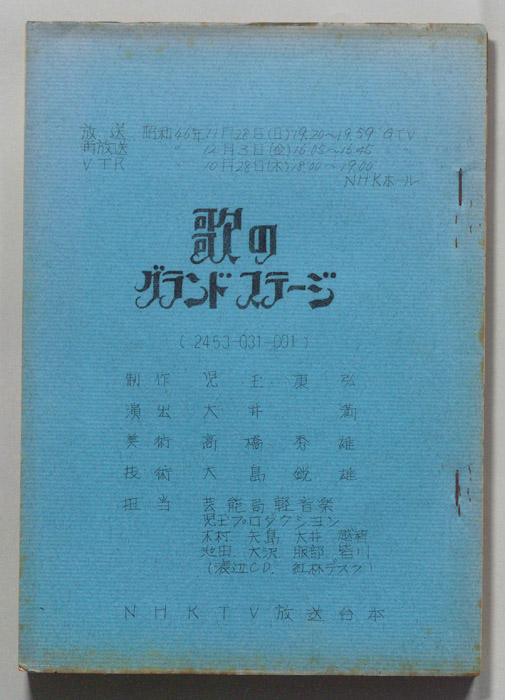 放送 昭和46年11月28日(日)19.20〜19.59 GTV
再放送 〃 12月3日(金)16.05〜16.45
VTR 〃 10月28日(木)18.00〜19.00
NHKホール
歌の
グランドステージ
(2453-031-001)
制作 児玉康弘
演出 大井 満
美術 高橋秀雄
技術 大島鋭雄
担当 芸能局軽音楽
児玉プロダクション
木村 矢島 大井
池田 大沢 服部 皆川
(渡辺CD. 紅林デスク)
NHKTV放送台本